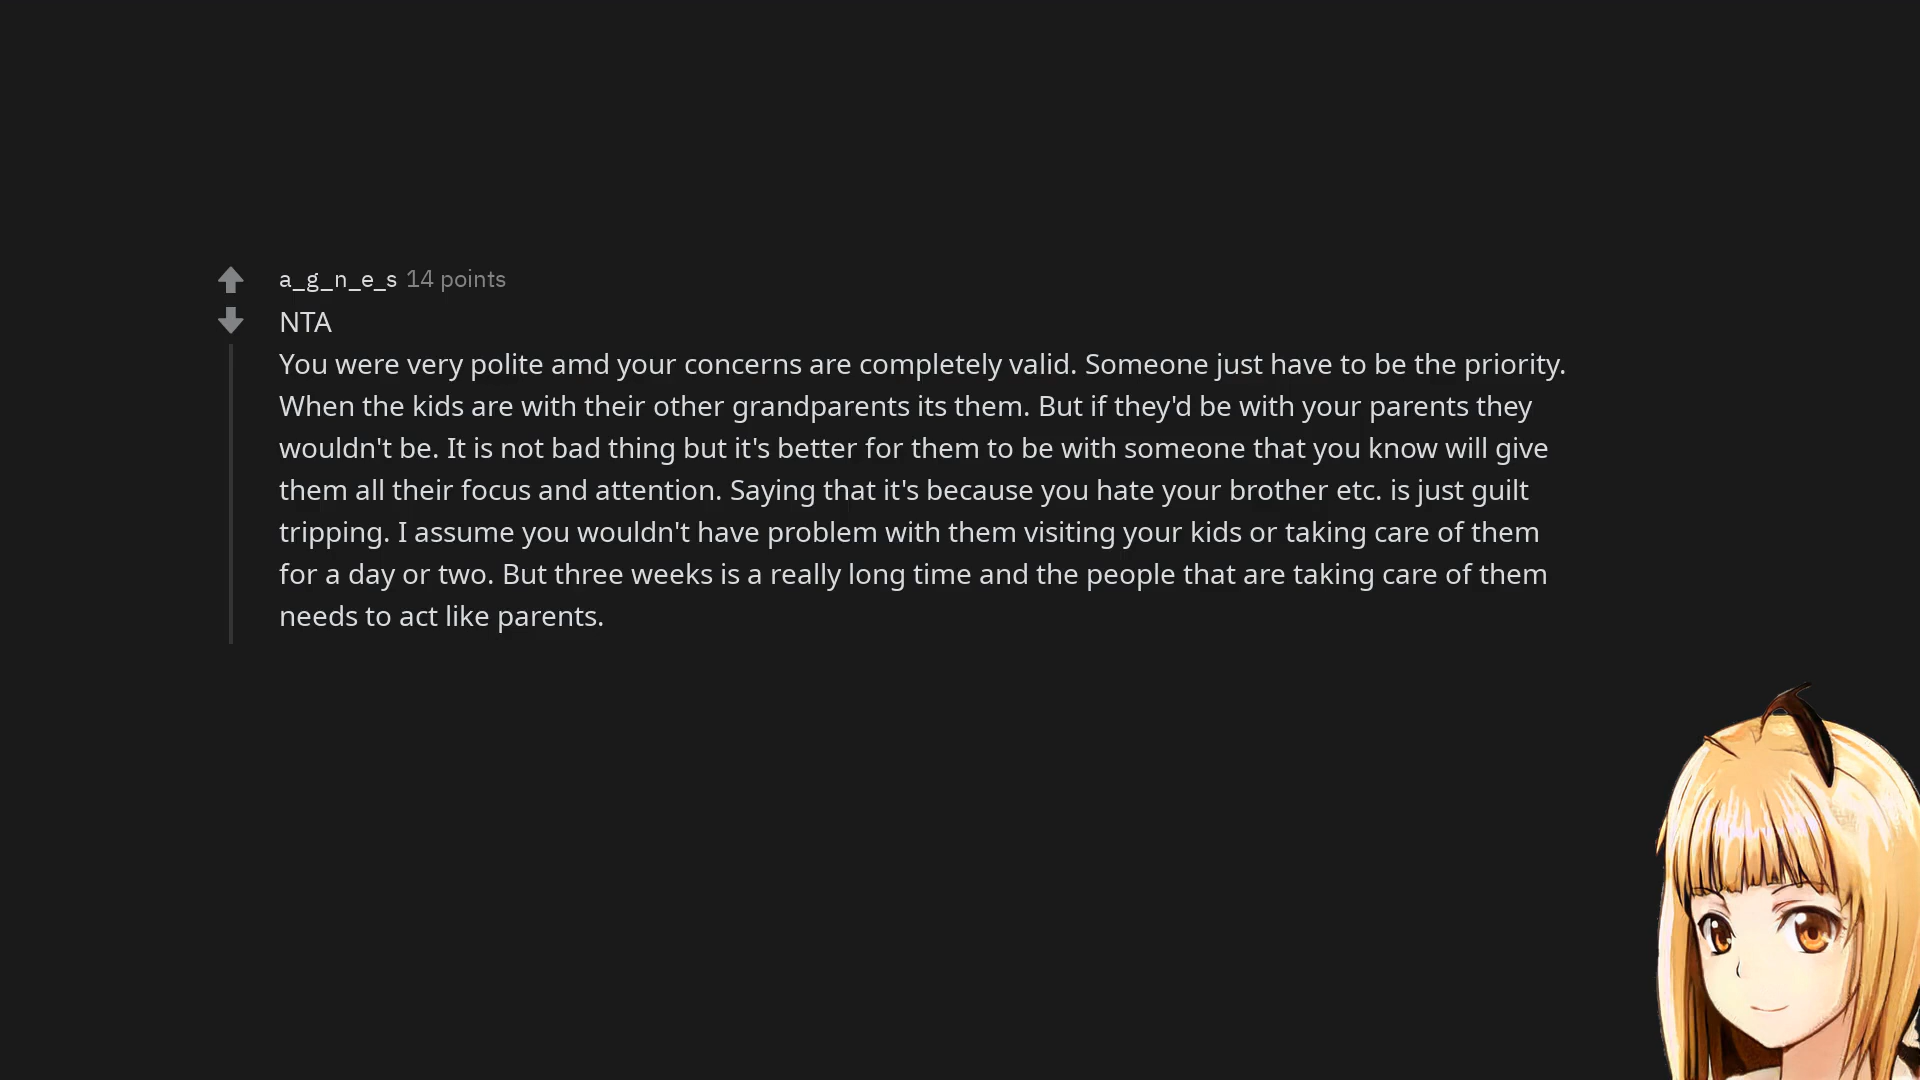 a_g_n_e_s 14 points
NTA
You were very polite amd your concerns are completely valid. Someone just have to be the priority.
When the kids are with their other grandparents its them. But if they'd be with your parents they
wouldn't be. It is not bad thing but it's better for them to be with someone that you know will give
them all their focus and attention. Saying that it's because you hate your brother etc. is just guilt
tripping. I assume you wouldn't have problem with them visiting your kids or taking care of them
for a day or two. But three weeks is a really long time and the people that are taking care of them
needs to act like parents.